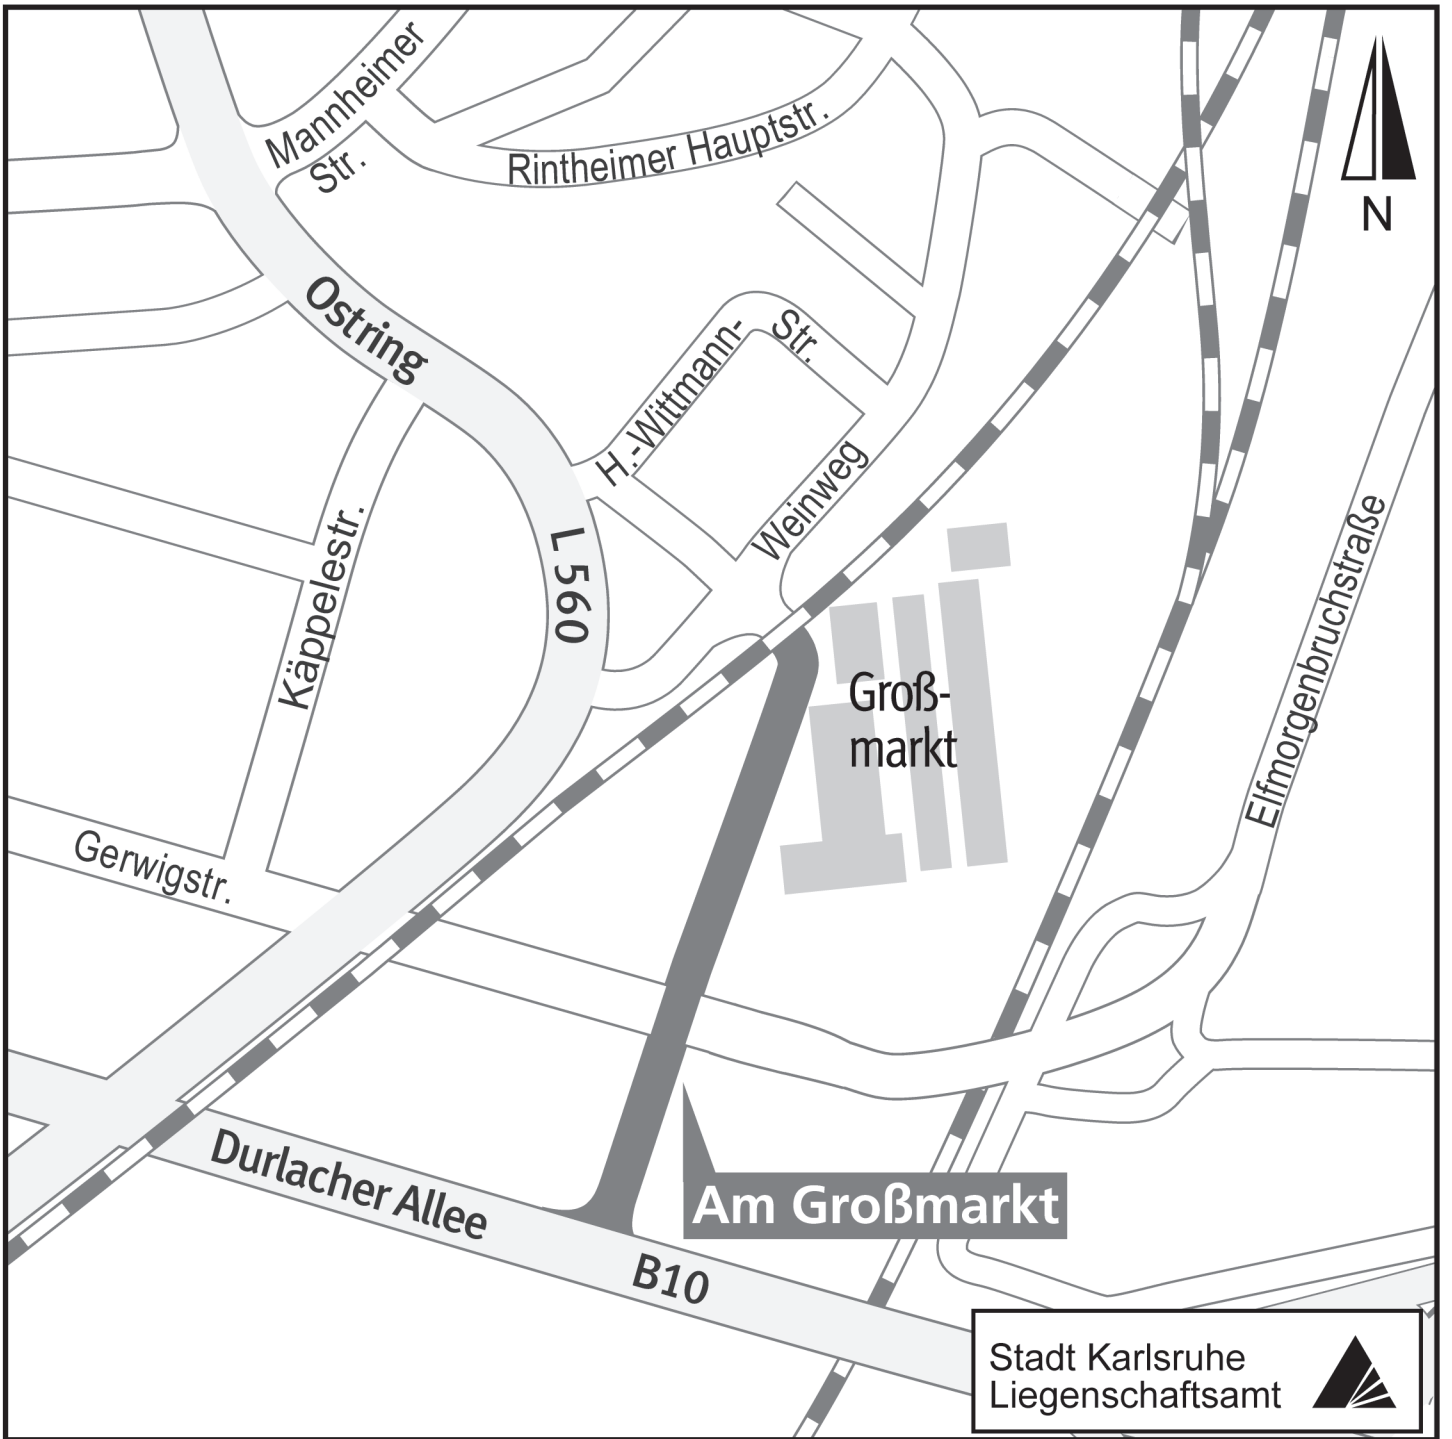 Mannheimer
Str.
Rintheimer Hauptstr.
N
Ostring
H.-Wittmann-
Str.
L 560
Weinweg
Käppelestr.
Elfmorgenbruchstraße
Groß-
markt
Gerwigstr.
Durlacher Allee
B10
Am Großmarkt
Stadt Karlsruhe
Liegenschaftsamt